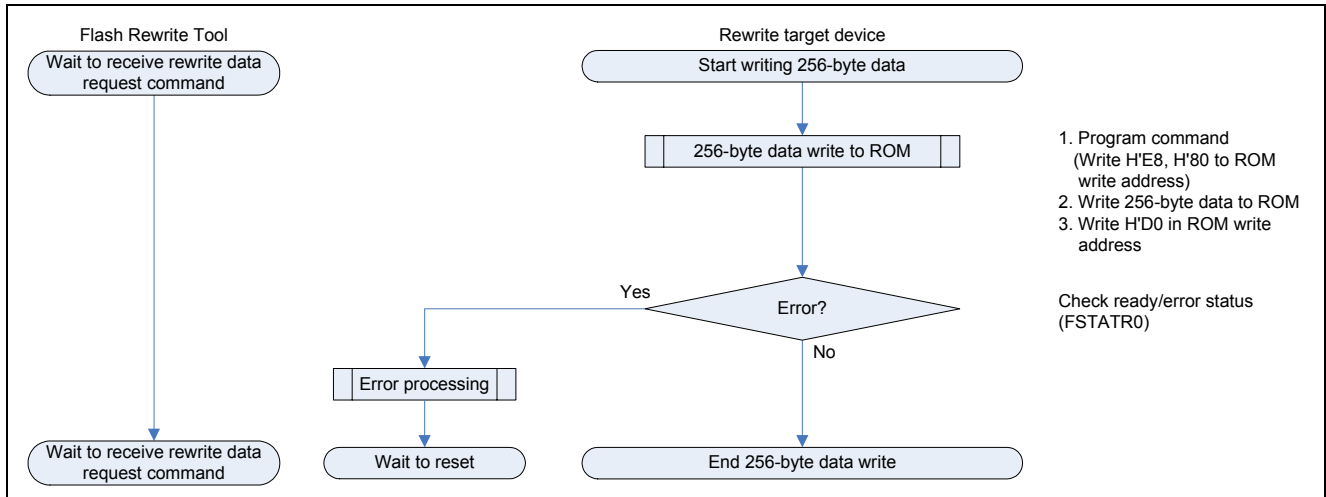 Flash Rewrite Tool
Wait to receive rewrite data
request command
Wait to receive rewrite data
request command
Rewrite target device
Start writing 256-byte data
256-byte data write to ROM
Error?
Yes
No
Error processing
Wait to reset
End 256-byte data write
1. Program command
(Write H'E8, H'80 to ROM
write address)
2. Write 256-byte data to ROM
3. Write H'D0 in ROM write
address
Check ready/error status
(FSTATR0)